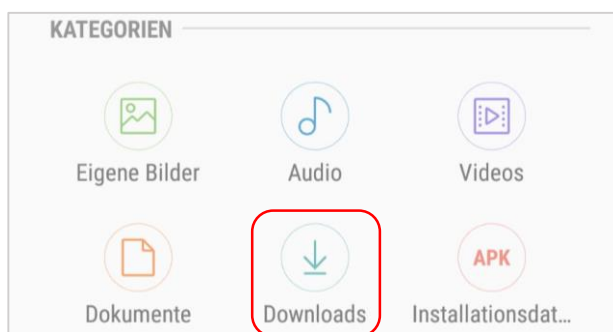 KATEGORIEN
Eigene Bilder Audio Videos
APK
Dokumente Downloads Installationsdat...